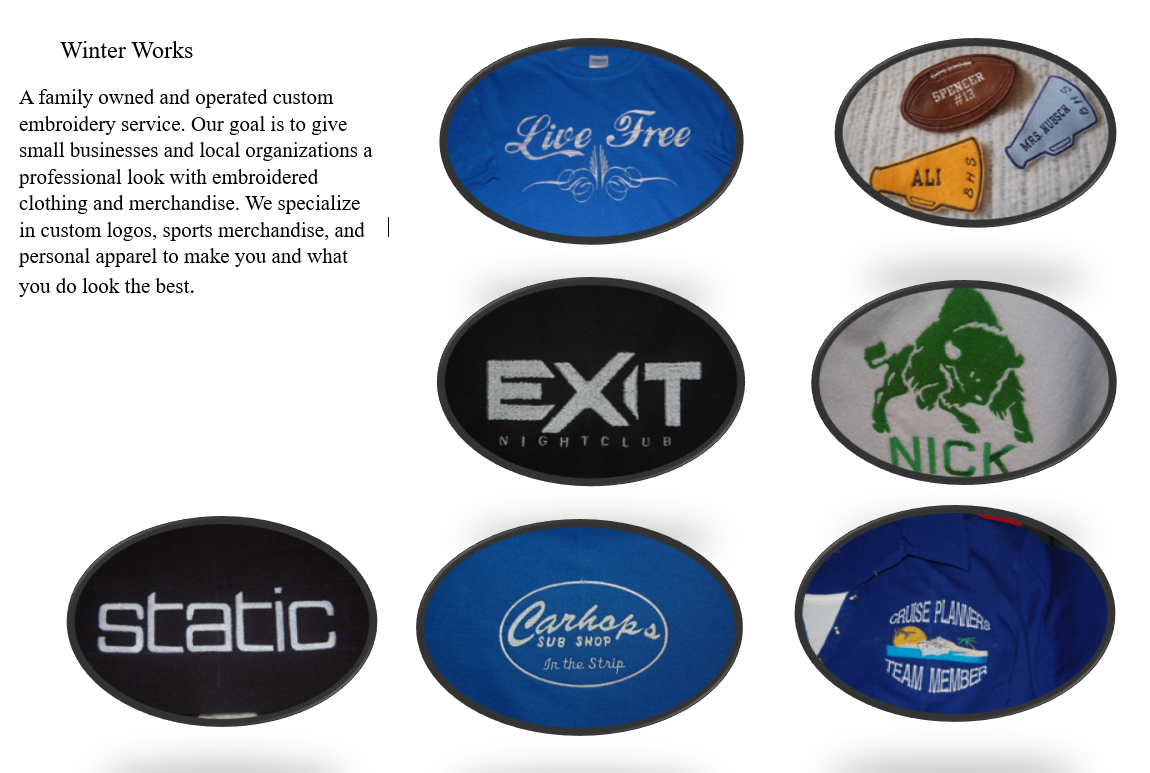 Winter Works
A family owned and operated custom
embroidery service. Our goal is to give
small businesses and local organizations a
professional look with embroidered
clothing and merchandise. We specialize
in custom logos, sports merchandise, and
personal apparel to make you and what
you do look the best.
Live Free
SPENCER
#13
MRS. HUBSCH
BHS
ALI
BHS
EXIT
NIGHTCLUB
NICK
static
Carhops
SUB SHOP
In the Strip
CRUISE PLANNERS
TEAM MEMBER